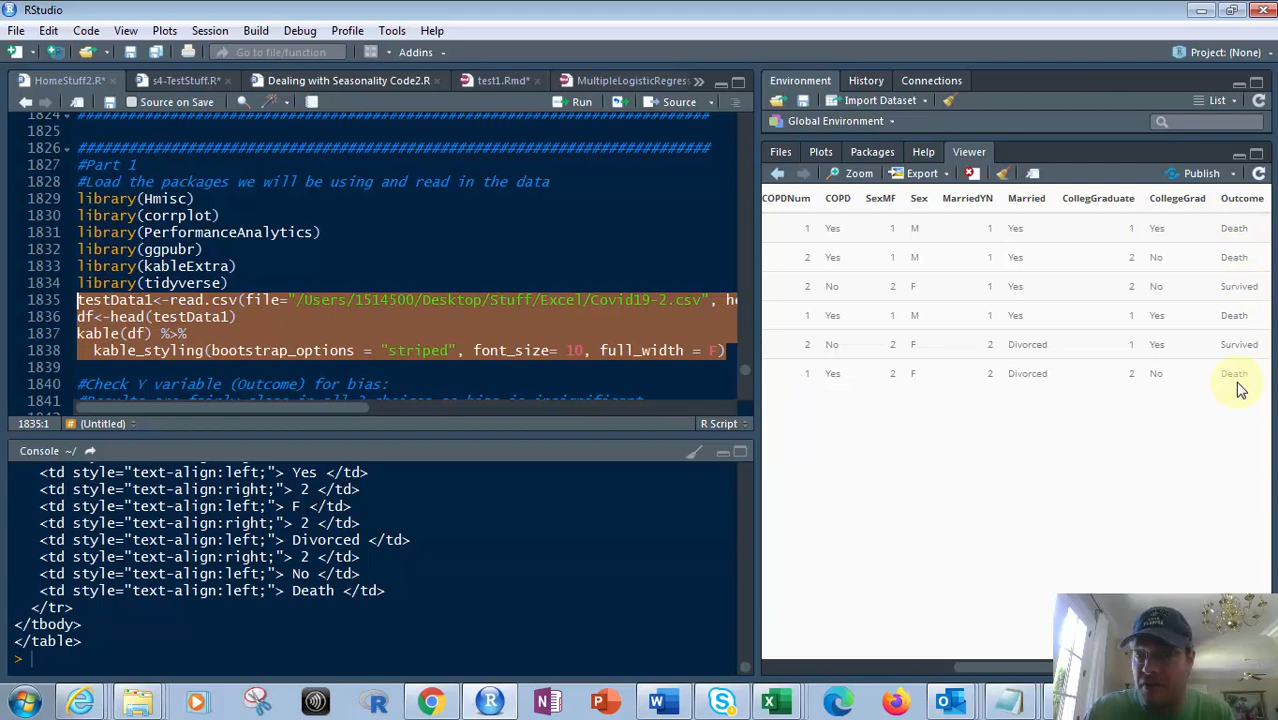 RStudio
File Edit Code View Plots Session Build Debug Profile Tools Help
Go to file/function Addins Project: (None)
HomeStuff2.R* s4-TestStuff.R* Dealing with Seasonality Code2.R test1.Rmd* MultipleLogisticRegres
Source on Save Run Source
1824 ##############################################################################
1825
1826 ##############################################################################
1827 #Part 1
1828 #Load the packages we will be using and read in the data
1829 library(Hmisc)
1830 library(corrplot)
1831 library(PerformanceAnalytics)
1832 library(ggpubr)
1833 library(kableExtra)
1834 library(tidyverse)
1835 testData1<-read.csv(file="/Users/1514500/Desktop/Stuff/Excel/Covid19-2.csv", he
1836 df<-head(testData1)
1837 kable(df) %>%
1838 kable_styling(bootstrap_options = "striped", font_size= 10, full_width = F)
1839
1840 #Check Y variable (Outcome) for bias:
1841
1835:1 # (Untitled) R Script
Console ~/
<td style="text-align:left;"> Yes </td>
<td style="text-align:right;"> 2 </td>
<td style="text-align:left;"> F </td>
<td style="text-align:right;"> 2 </td>
<td style="text-align:left;"> Divorced </td>
<td style="text-align:right;"> 2 </td>
<td style="text-align:left;"> No </td>
<td style="text-align:left;"> Death </td>
</tr>
</tbody>
</table>
>
Environment History Connections
Import Dataset List
Global Environment
Files Plots Packages Help Viewer
Zoom Export Publish
COPDNum COPD SexMF Sex MarriedYN Married CollegGraduate CollegeGrad Outcome
1 Yes 1 M 1 Yes 1 Yes Death
2 Yes 1 M 1 Yes 2 No Death
2 No 2 F 1 Yes 2 No Survived
1 Yes 1 M 1 Yes 1 Yes Death
2 No 2 F 2 Divorced 1 Yes Survived
1 Yes 2 F 2 Divorced 2 No Death